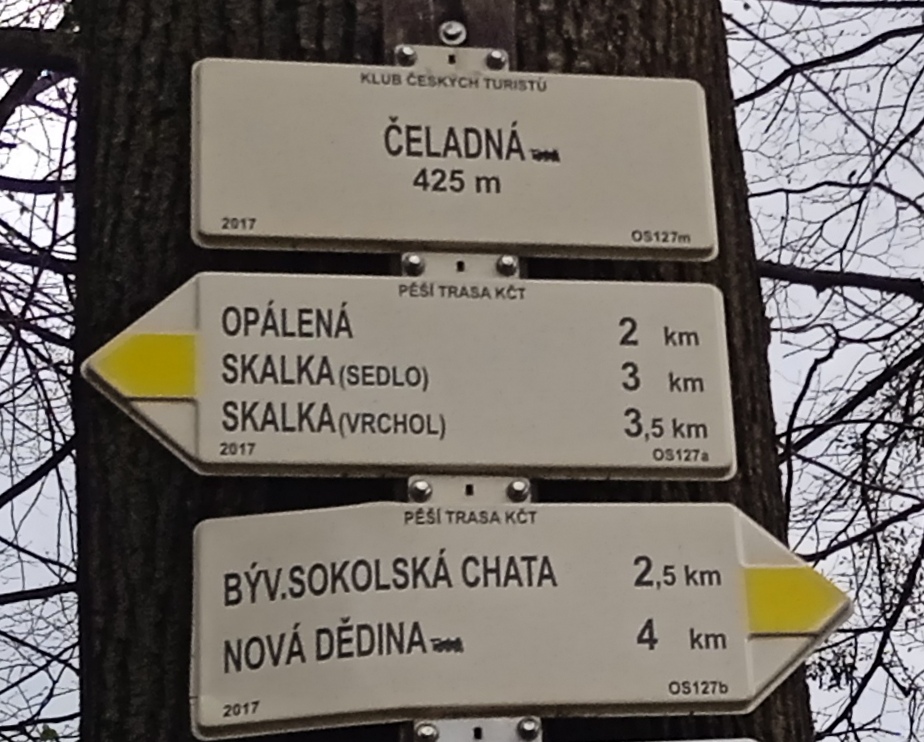 KLUB ČESKÝCH TURISTŮ
ČELADNÁ
425 m
2017 OS127m
PĚŠÍ TRASA KČT
OPÁLENÁ 2 km
SKALKA (SEDLO) 3 km
SKALKA (VRCHOL) 3,5 km
2017 OS127a
PĚŠÍ TRASA KČT
BÝV.SOKOLSKÁ CHATA 2,5 km
NOVÁ DĚDINA 4 km
2017 OS127b